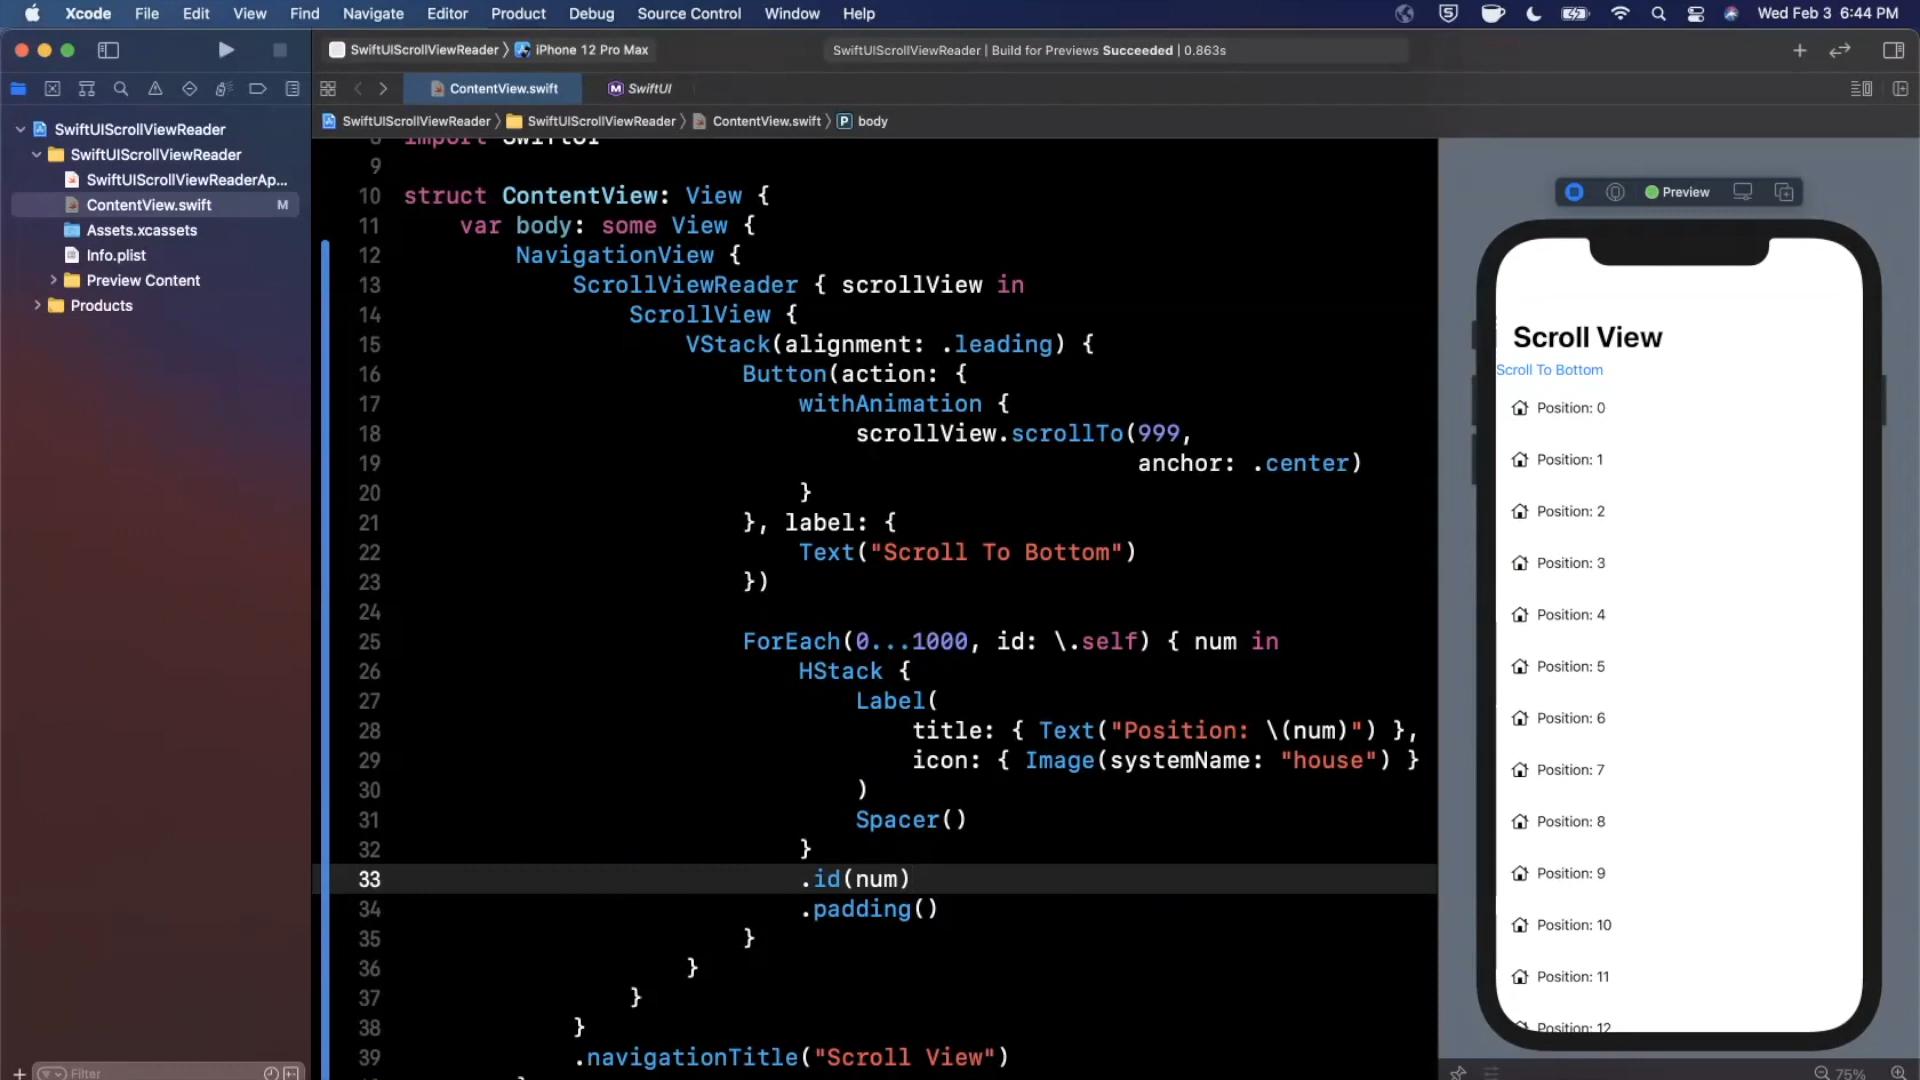 Xcode File Edit View Find Navigate Editor Product Debug Source Control Window Help Wed Feb 3 6:44 PM
SwiftUIScrollViewReader iPhone 12 Pro Max SwiftUIScrollViewReader | Build for Previews Succeeded | 0.863s
ContentView.swift SwiftUI
SwiftUIScrollViewReader SwiftUIScrollViewReader ContentView.swift P body
SwiftUIScrollViewReader
SwiftUIScrollViewReader
SwiftUIScrollViewReaderAp...
ContentView.swift M
Assets.xcassets
Info.plist
Preview Content
Products
Filter
8 import SwiftUI
9
10 struct ContentView: View {
11 var body: some View {
12 NavigationView {
13 ScrollViewReader { scrollView in
14 ScrollView {
15 VStack(alignment: .leading) {
16 Button(action: {
17 withAnimation {
18 scrollView.scrollTo(999,
19 anchor: .center)
20 }
21 }, label: {
22 Text("Scroll To Bottom")
23 })
24
25 ForEach(0...1000, id: \.self) { num in
26 HStack {
27 Label(
28 title: { Text("Position: \(num)") },
29 icon: { Image(systemName: "house") }
30 )
31 Spacer()
32 }
33 .id(num)
34 .padding()
35 }
36 }
37 }
38 }
39 .navigationTitle("Scroll View")
Preview
Scroll View
Scroll To Bottom
Position: 0
Position: 1
Position: 2
Position: 3
Position: 4
Position: 5
Position: 6
Position: 7
Position: 8
Position: 9
Position: 10
Position: 11
Position: 12
75%